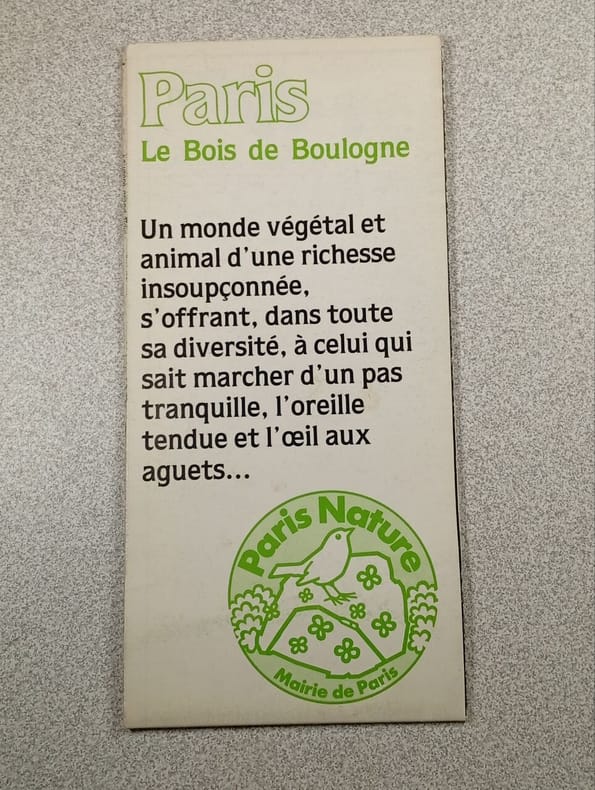 Paris
Le Bois de Boulogne
Un monde végétal et
animal d'une richesse
insoupçonnée,
s'offrant, dans toute
sa diversité, à celui qui
sait marcher d'un pas
tranquille, l'oreille
tendue et l'œil aux
aguets...
Paris Nature
Mairie de Paris